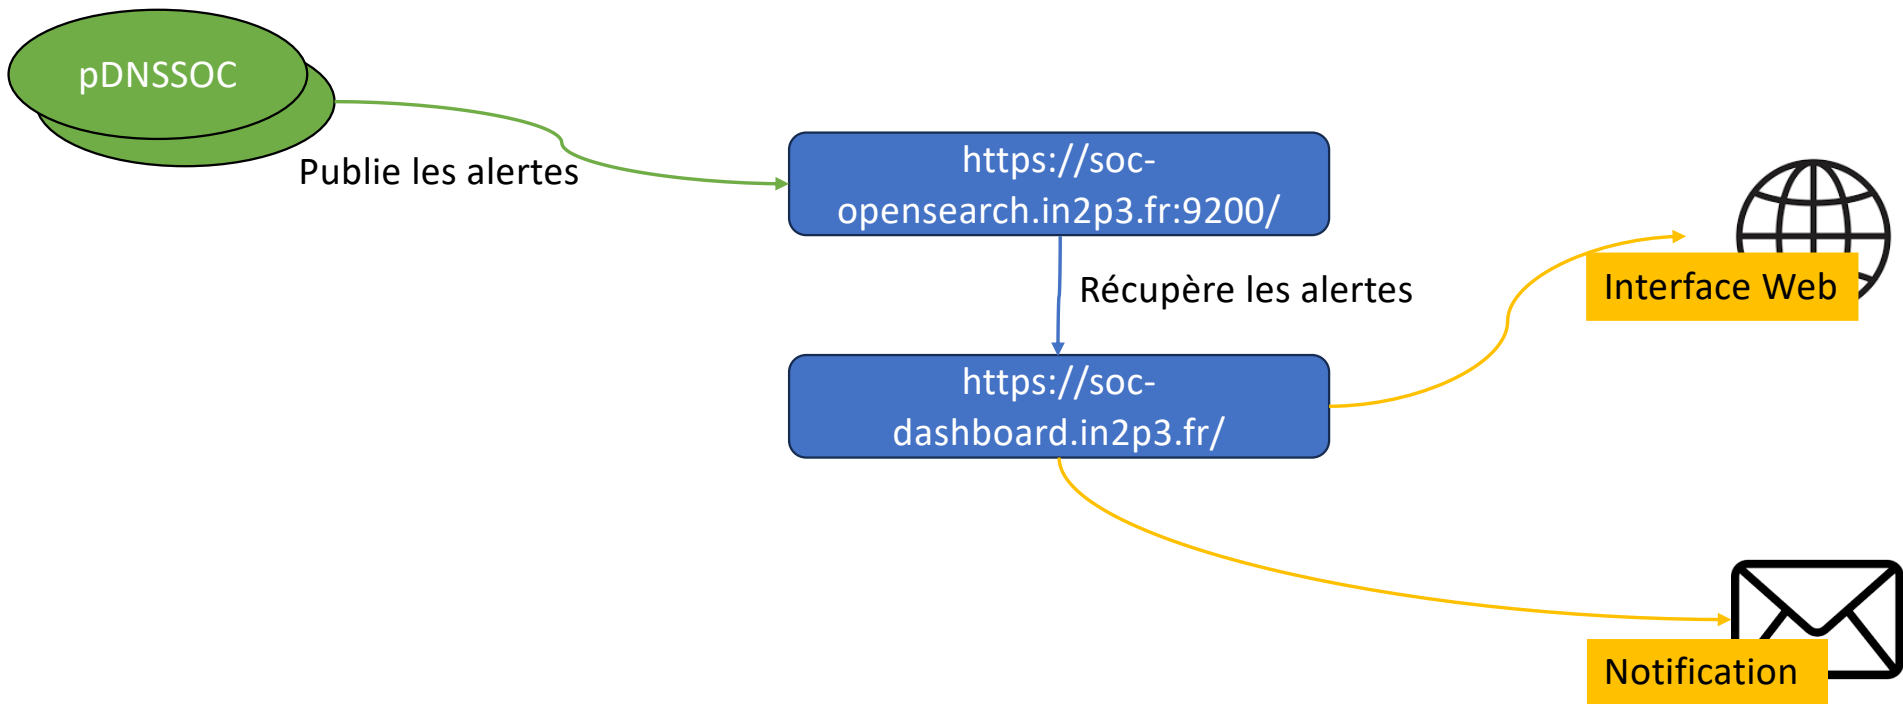 pDNSSOC
Publie les alertes
https://soc-
opensearch.in2p3.fr:9200/
Récupère les alertes
Interface Web
https://soc-
dashboard.in2p3.fr/
Notification